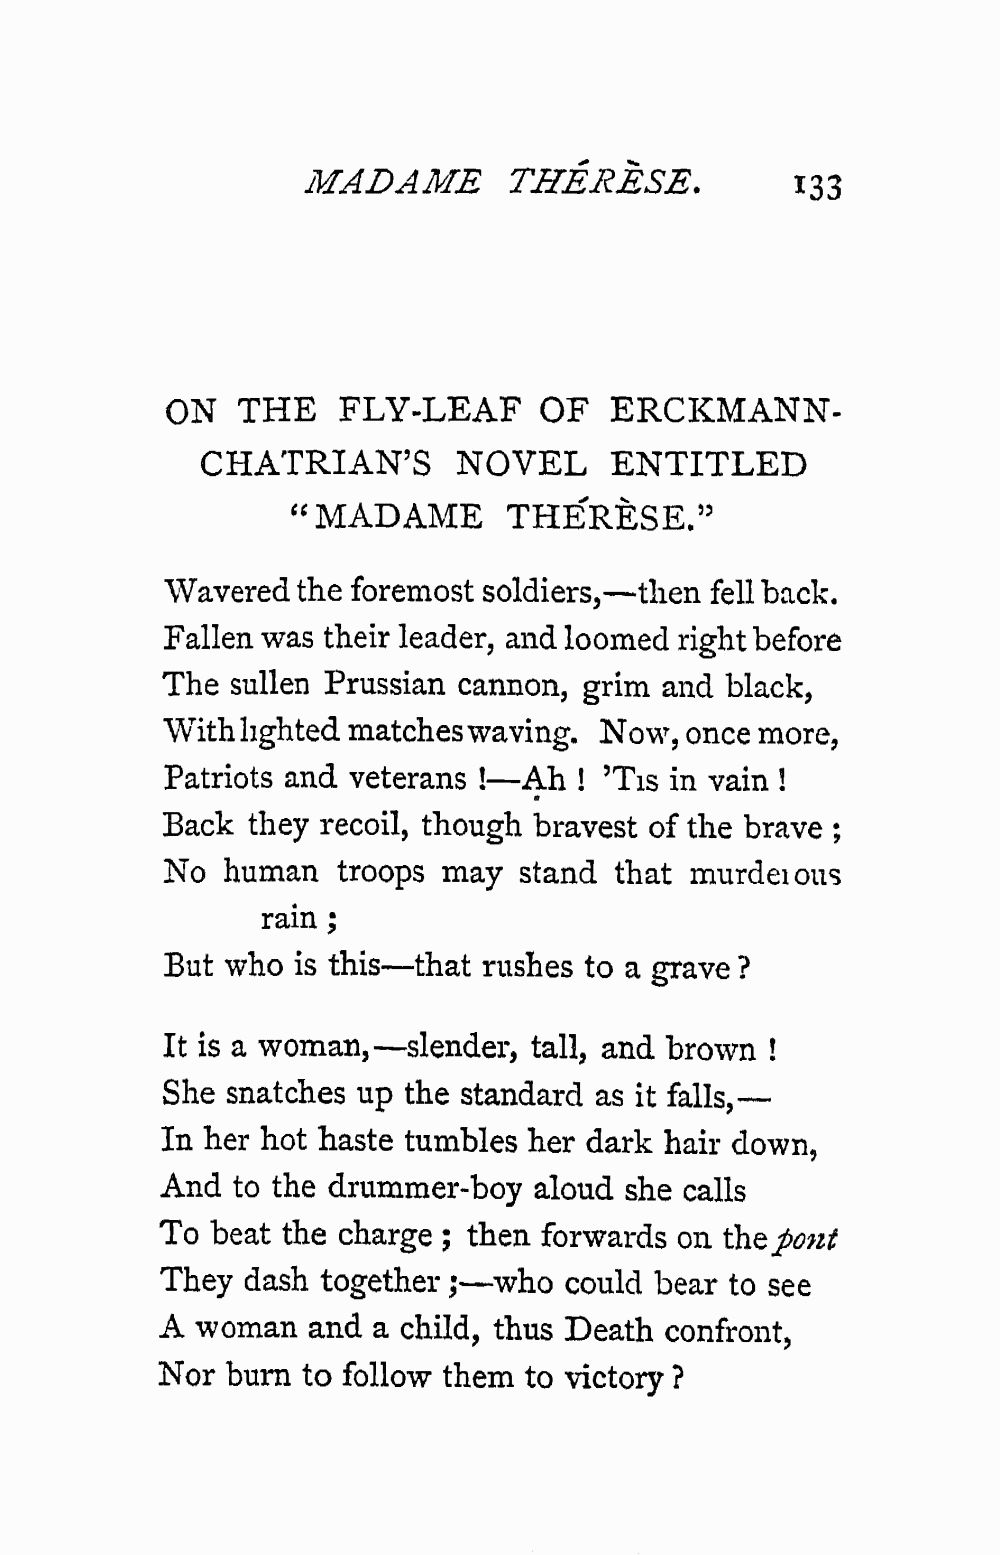 MADAME THÉRÈSE. 133
ON THE FLY-LEAF OF ERCKMANN-
CHATRIAN'S NOVEL ENTITLED
"MADAME THÉRÈSE."
Wavered the foremost soldiers,—then fell back.
Fallen was their leader, and loomed right before
The sullen Prussian cannon, grim and black,
With lighted matches waving. Now, once more,
Patriots and veterans !—Ah ! 'Tis in vain !
Back they recoil, though bravest of the brave ;
No human troops may stand that murderous
rain ;
But who is this—that rushes to a grave ?
It is a woman,—slender, tall, and brown !
She snatches up the standard as it falls,—
In her hot haste tumbles her dark hair down,
And to the drummer-boy aloud she calls
To beat the charge ; then forwards on the pont
They dash together ;—who could bear to see
A woman and a child, thus Death confront,
Nor burn to follow them to victory ?